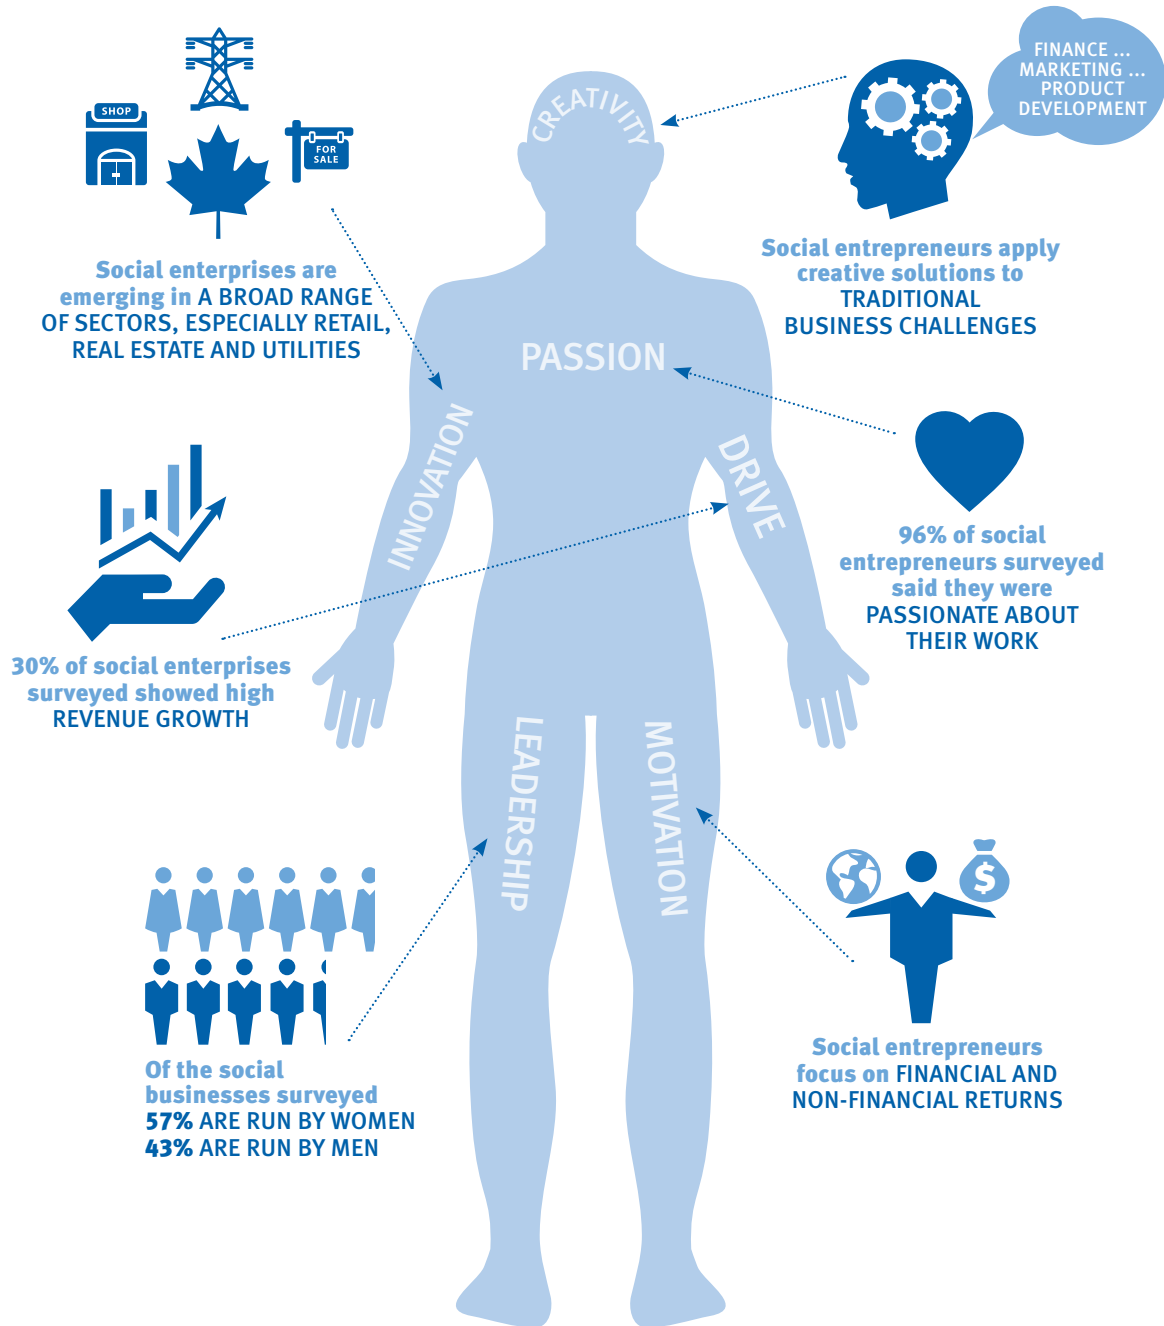 SHOP
FOR
SALE
Social enterprises are
emerging in A BROAD RANGE
OF SECTORS, ESPECIALLY RETAIL,
REAL ESTATE AND UTILITIES
CREATIVITY
FINANCE ...
MARKETING ...
PRODUCT
DEVELOPMENT
Social entrepreneurs apply
creative solutions to
TRADITIONAL
BUSINESS CHALLENGES
PASSION
INNOVATION
DRIVE
96% of social
entrepreneurs surveyed
said they were
PASSIONATE ABOUT
THEIR WORK
30% of social enterprises
surveyed showed high
REVENUE GROWTH
LEADERSHIP
MOTIVATION
$
Of the social
businesses surveyed
57% ARE RUN BY WOMEN
43% ARE RUN BY MEN
Social entrepreneurs
focus on FINANCIAL AND
NON-FINANCIAL RETURNS